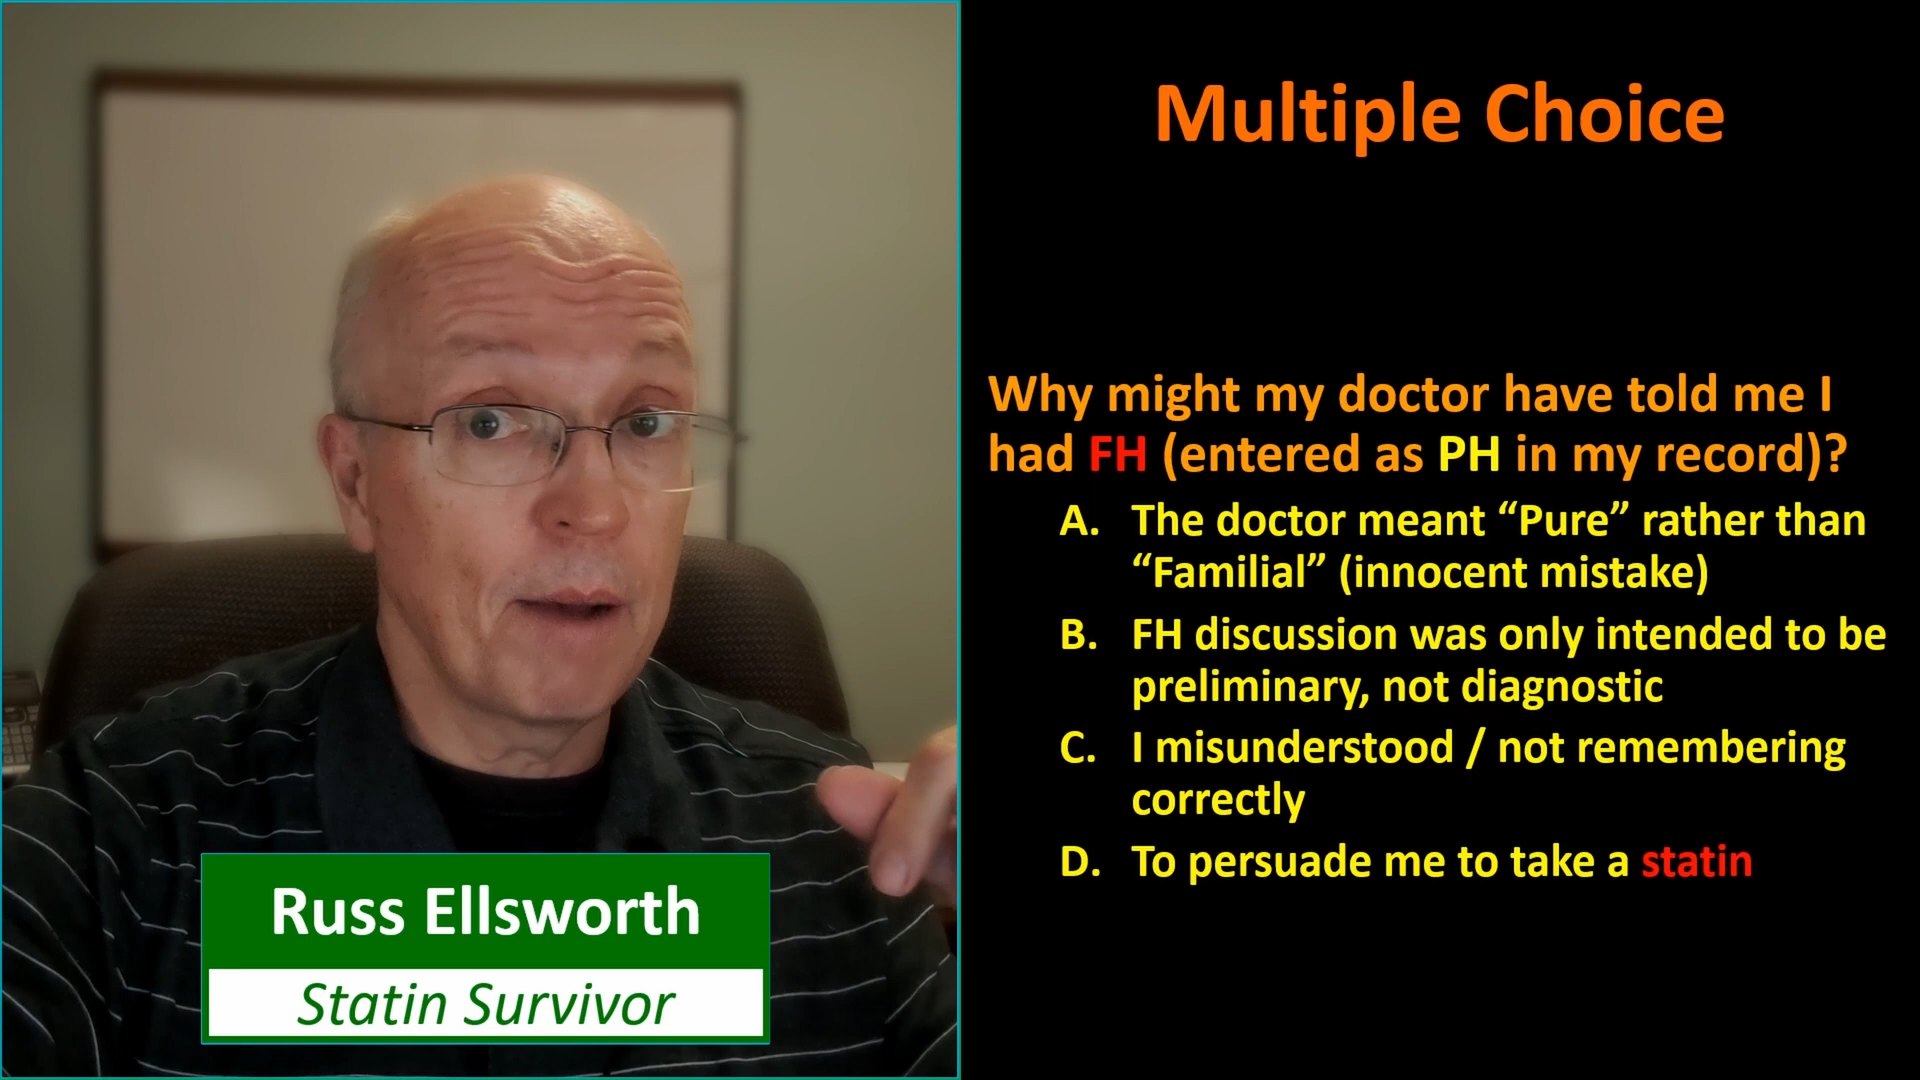 Multiple Choice
Why might my doctor have told me I
had FH (entered as PH in my record)?
A. The doctor meant “Pure” rather than
“Familial” (innocent mistake)
B. FH discussion was only intended to be
preliminary, not diagnostic
C. I misunderstood / not remembering
correctly
D. To persuade me to take a statin
Russ Ellsworth
Statin Survivor